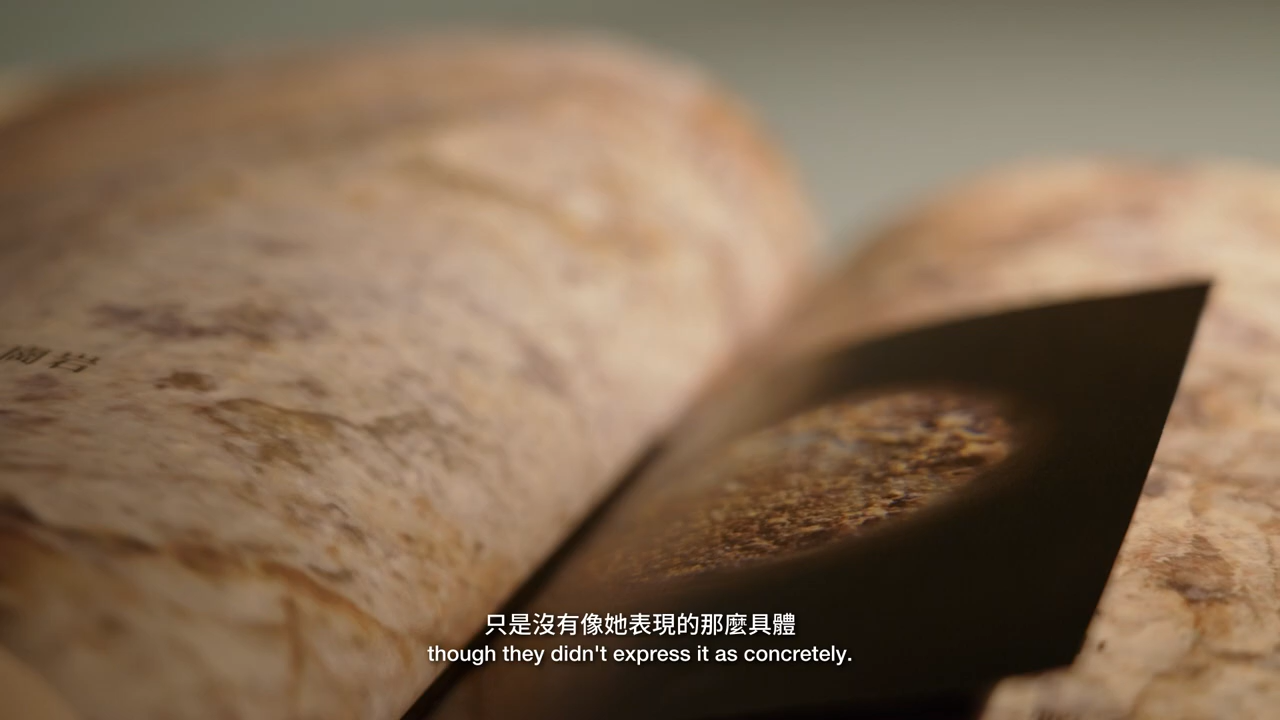 岩
只是沒有像她表現的那麼具體
though they didn't express it as concretely.